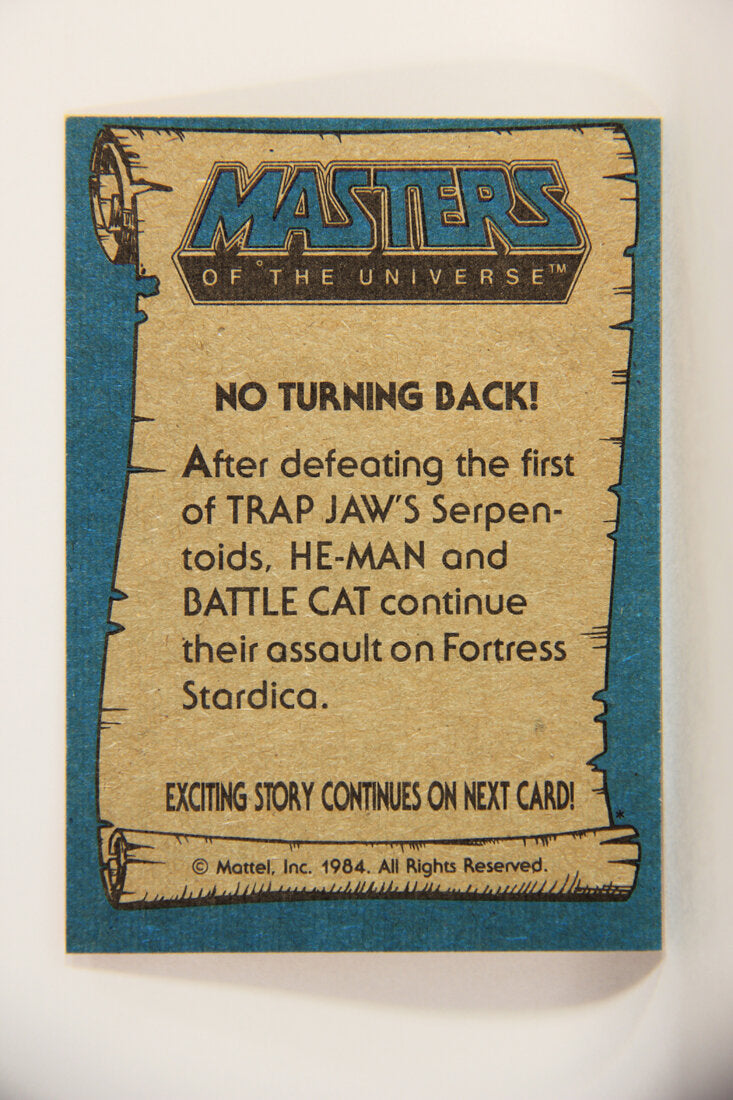 MASTERS
OF THE UNIVERSE™
NO TURNING BACK!
After defeating the first
of TRAP JAW'S Serpen-
toids, HE-MAN and
BATTLE CAT continue
their assault on Fortress
Stardica.
EXCITING STORY CONTINUES ON NEXT CARD!
*
© Mattel, Inc. 1984. All Rights Reserved.